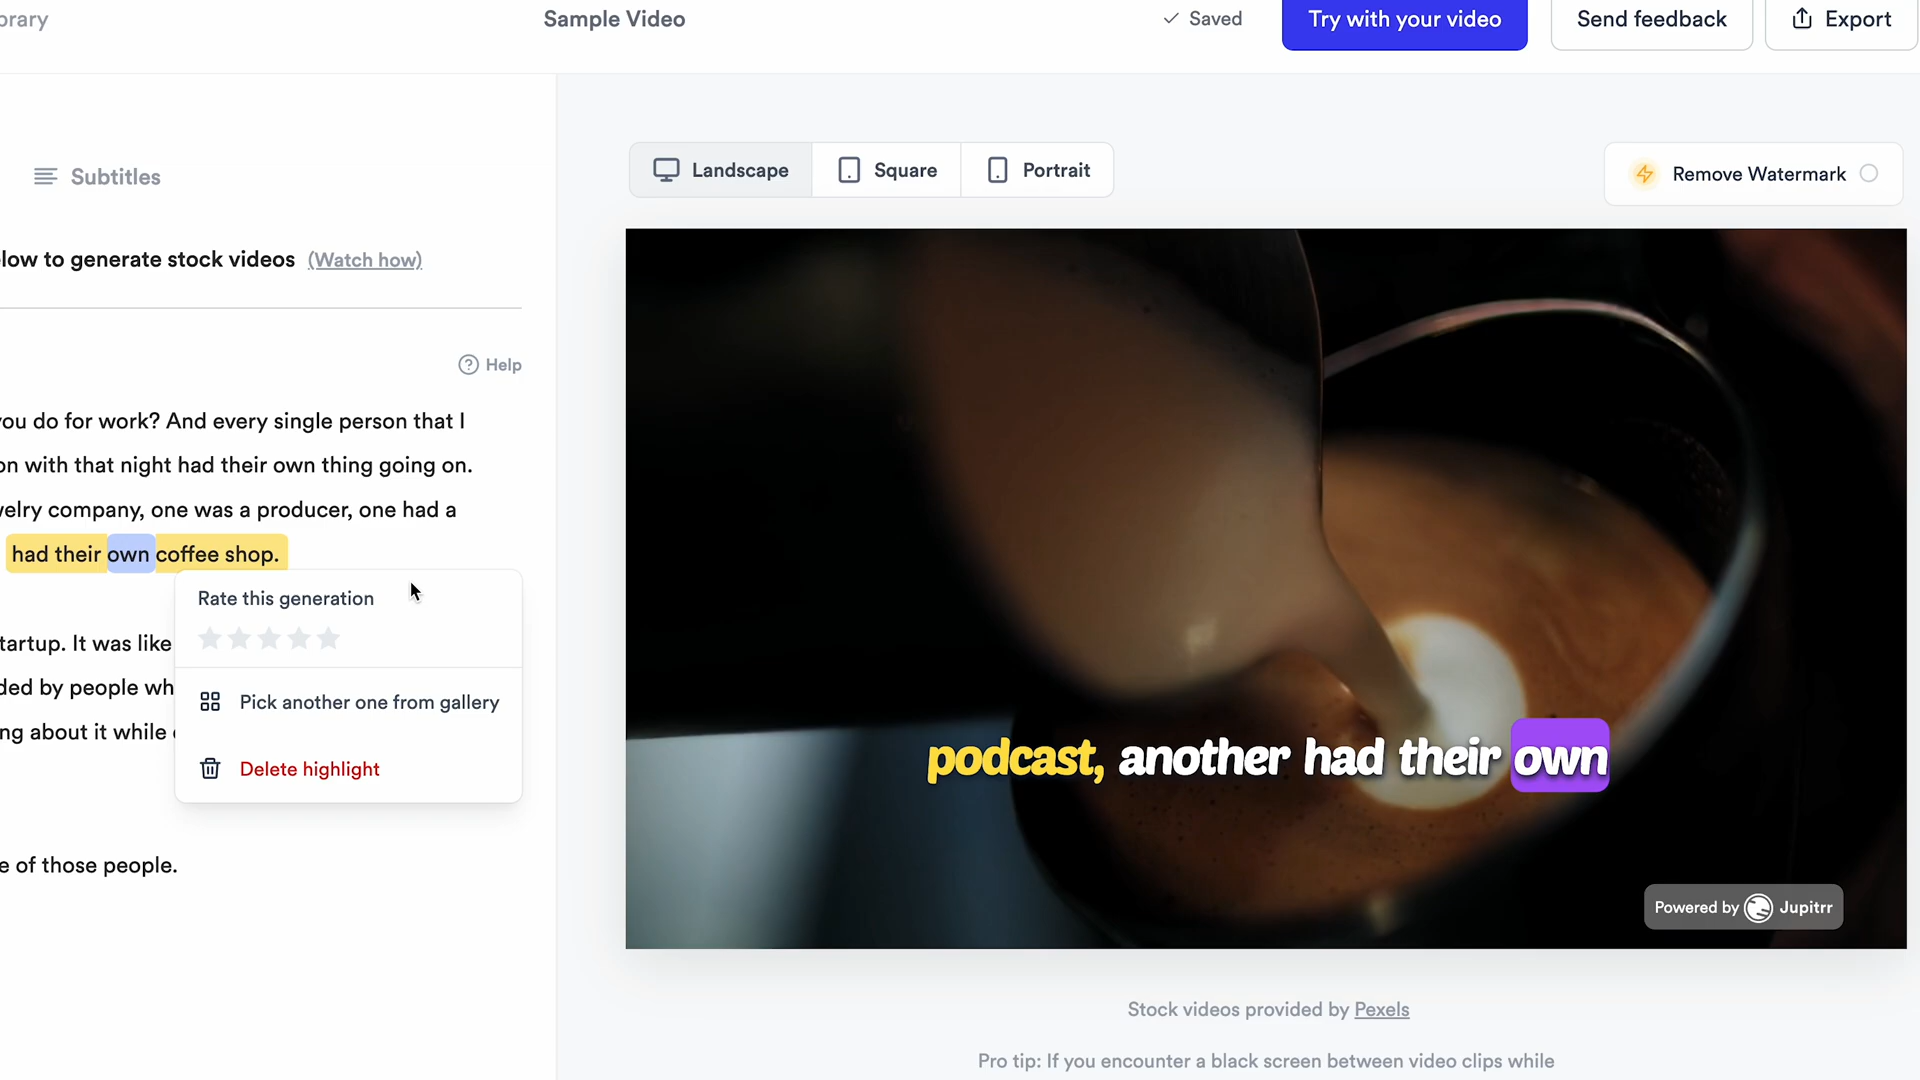 brary
Sample Video
Saved
Try with your video
Send feedback
Export
Subtitles
Landscape
Square
Portrait
Remove Watermark
low to generate stock videos (Watch how)
Help
you do for work? And every single person that I
on with that night had their own thing going on.
welry company, one was a producer, one had a
had their own coffee shop.
Rate this generation
tartup. It was like
ded by people wh
Pick another one from gallery
ng about it while
Delete highlight
e of those people.
podcast, another had their own
Powered by Jupitrr
Stock videos provided by Pexels
Pro tip: If you encounter a black screen between video clips while